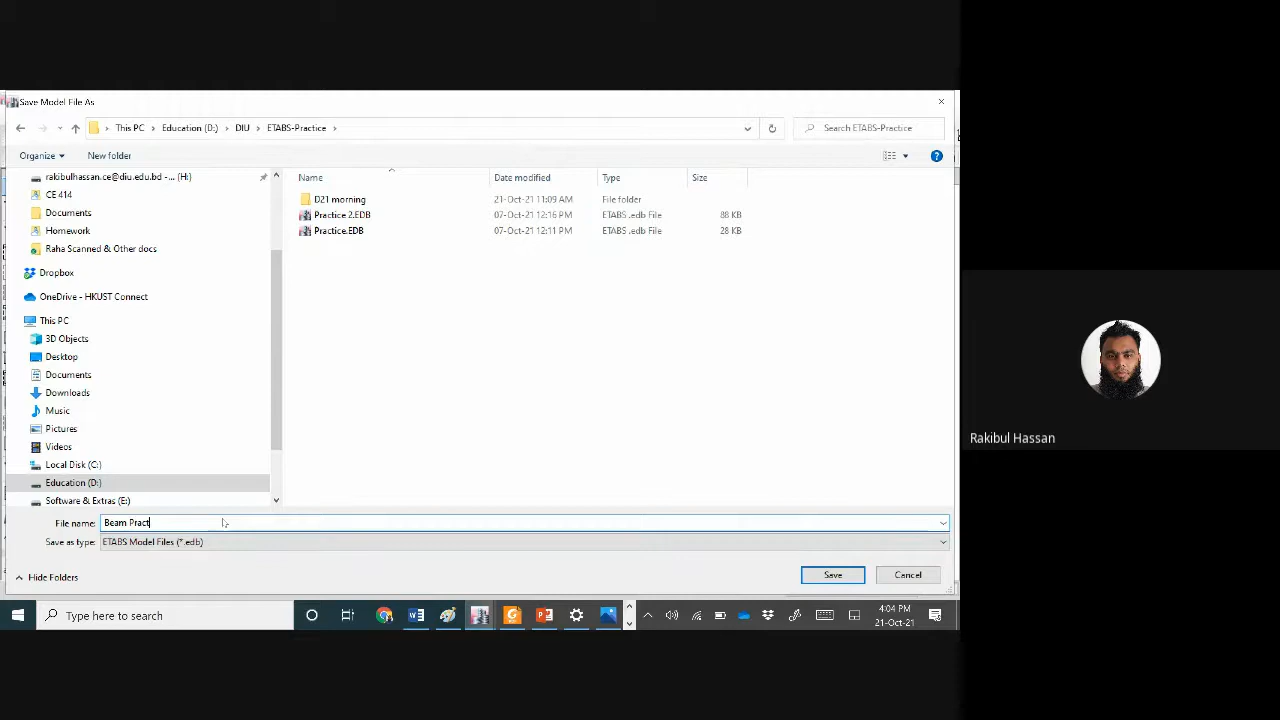 Save Model File As
This PC > Education (D:) > DIU > ETABS-Practice >
Search ETABS-Practice
Organize
New folder
rakibulhassan.ce@diu.edu.bd -... (H:)
CE 414
Documents
Homework
Raha Scanned & Other docs
Dropbox
OneDrive - HKUST Connect
This PC
3D Objects
Desktop
Documents
Downloads
Music
Pictures
Videos
Local Disk (C:)
Education (D:)
Software & Extras (E:)
Name Date modified Type Size
D21 morning 21-Oct-21 11:09 AM File folder
Practice 2.EDB 07-Oct-21 12:16 PM ETABS .edb File 88 KB
Practice.EDB 07-Oct-21 12:11 PM ETABS .edb File 28 KB
File name: Beam Pract
Save as type: ETABS Model Files (*.edb)
Hide Folders
Save
Cancel
Type here to search
4:04 PM
21-Oct-21
Rakibul Hassan